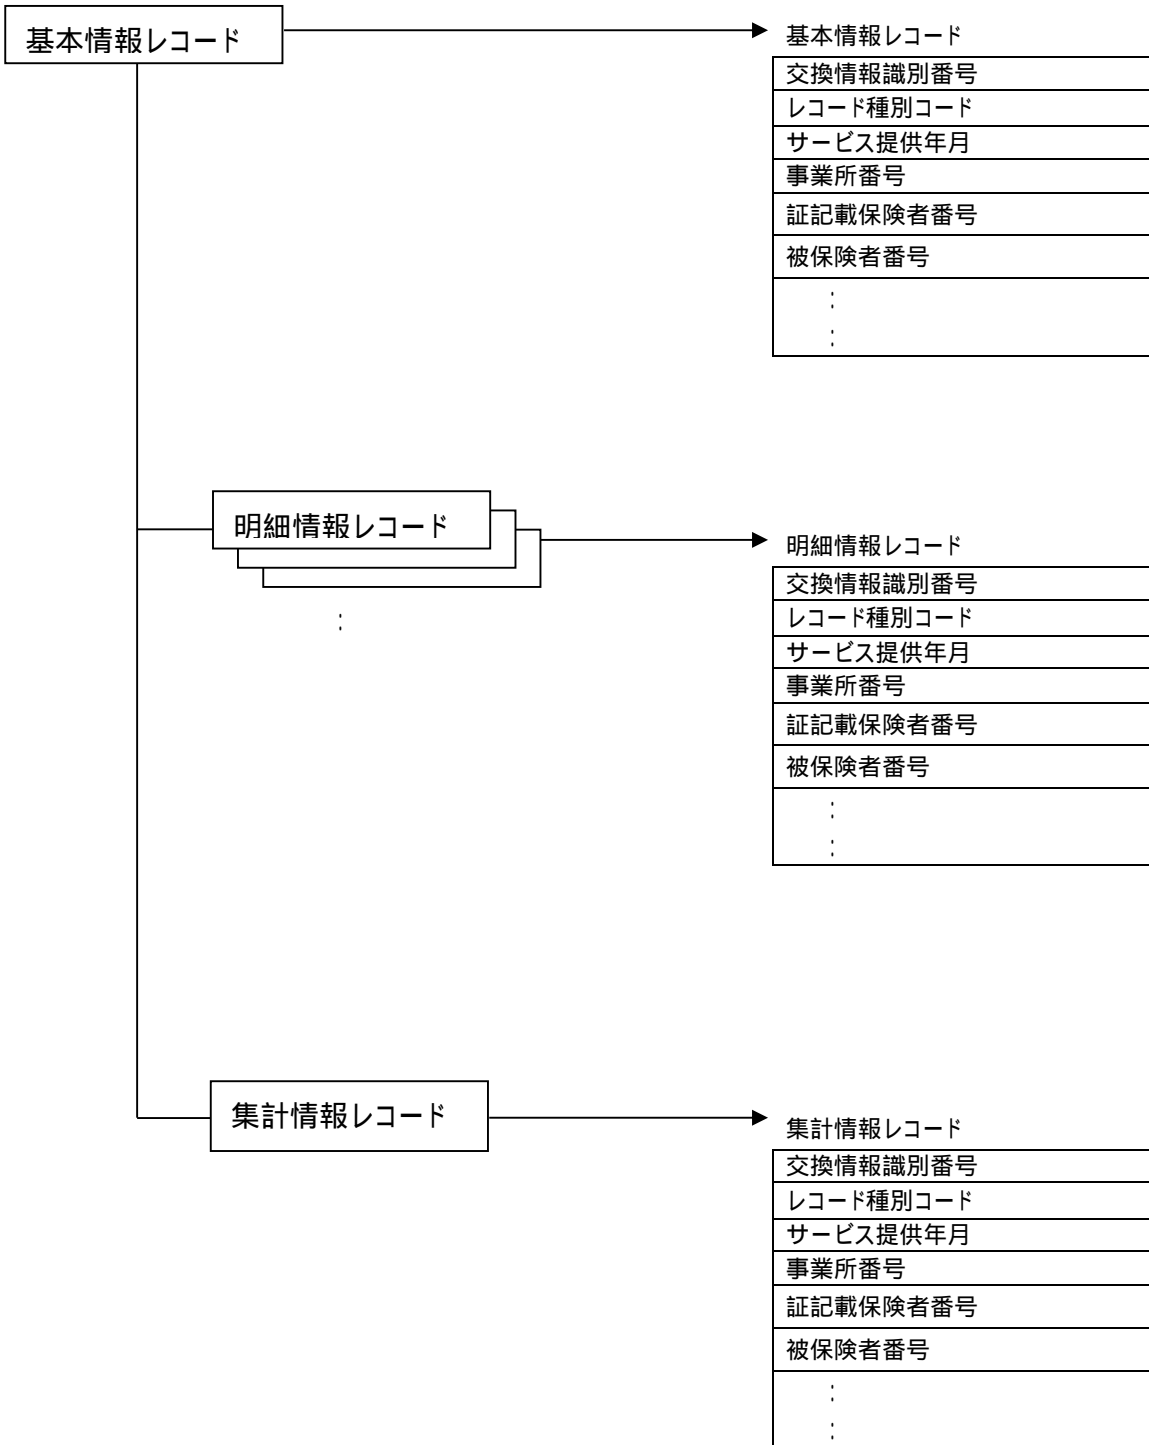 基本情報レコード
基本情報レコード
交換情報識別番号
レコード種別コード
サービス提供年月
事業所番号
証記載保険者番号
被保険者番号
:
:
明細情報レコード
:
明細情報レコード
交換情報識別番号
レコード種別コード
サービス提供年月
事業所番号
証記載保険者番号
被保険者番号
:
:
集計情報レコード
集計情報レコード
交換情報識別番号
レコード種別コード
サービス提供年月
事業所番号
証記載保険者番号
被保険者番号
:
: